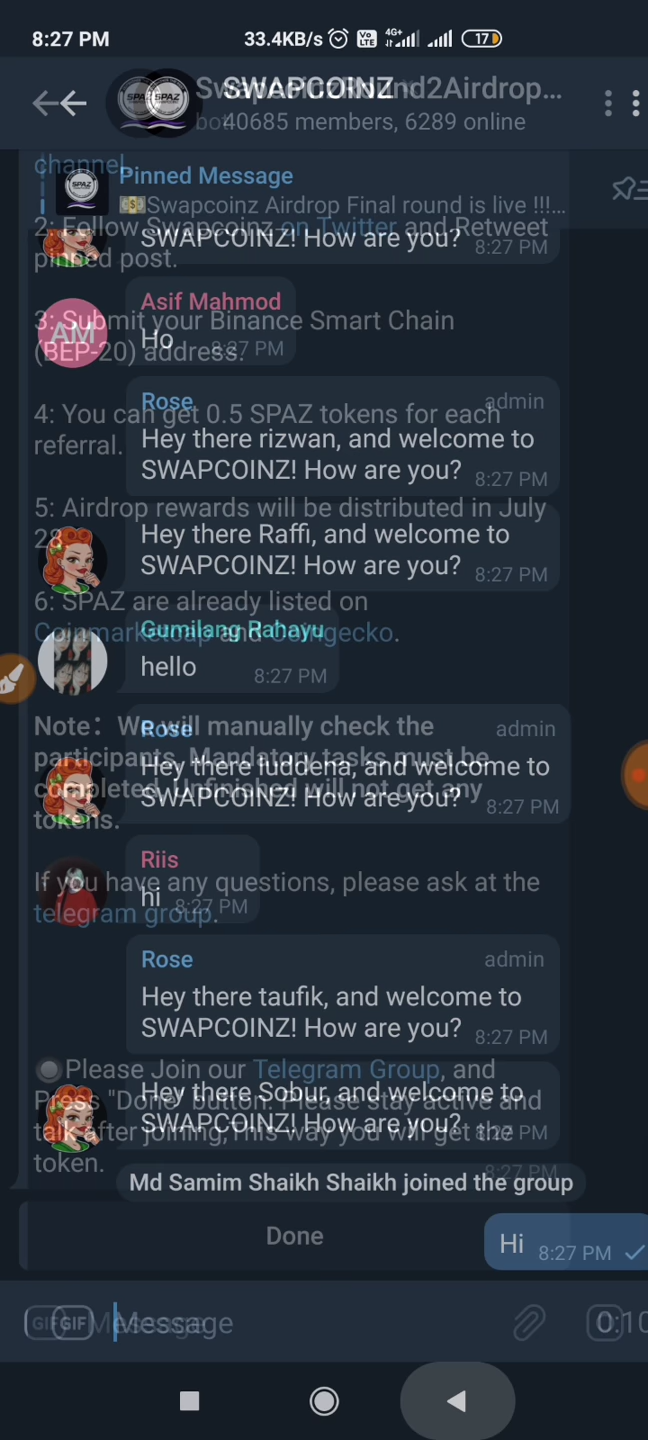 8:27 PM
33.4KB/s
Vo
LTE
4G+
17
SWAPCOINZ
Swapcoinz Round2Airdrop...
bot
40685 members, 6289 online
channel.
Pinned Message
Swapcoinz Airdrop Final round is live !!!...
2: Follow Swapcoinz on Twitter and Retweet
pinned post.
SWAPCOINZ! How are you? 8:27 PM
Asif Mahmod
AM
Ho 8:27 PM
3: Submit your Binance Smart Chain
(BEP-20) address.
Rose admin
Hey there rizwan, and welcome to
SWAPCOINZ! How are you? 8:27 PM
4: You can get 0.5 SPAZ tokens for each
referral.
Hey there Raffi, and welcome to
SWAPCOINZ! How are you? 8:27 PM
5: Airdrop rewards will be distributed in July
28.
6: SPAZ are already listed on
Coinmarketcap and Coingecko.
Gumilang Rahayu
hello 8:27 PM
Rose admin
Hey there luddena, and welcome to
SWAPCOINZ! How are you? 8:27 PM
Note: We will manually check the
participants. Mandatory tasks must be
completed. Unfinished will not get any
tokens.
Riis
hi 8:27 PM
If you have any questions, please ask at the
telegram group.
Rose admin
Hey there taufik, and welcome to
SWAPCOINZ! How are you? 8:27 PM
Hey there Sobur, and welcome to
SWAPCOINZ! How are you? 8:27 PM
Please Join our Telegram Group, and
Press "Done" button. Please stay active and
talk after joining,This way you will get the
token.
8:27 PM
Md Samim Shaikh Shaikh joined the group
Done
Hi 8:27 PM
GIF
GIF
Message
Message
0:10